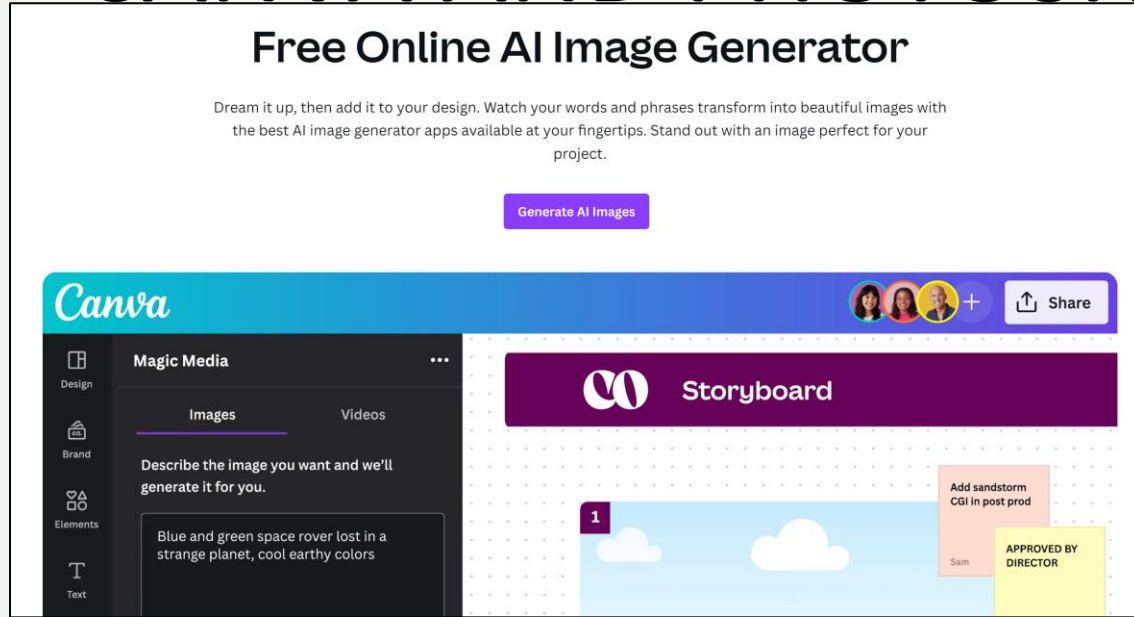 Free Online AI Image Generator
Dream it up, then add it to your design. Watch your words and phrases transform into beautiful images with
the best AI image generator apps available at your fingertips. Stand out with an image perfect for your
project.
Generate AI Images
Canva
Share
Design
Brand
Elements
Text
Magic Media
Images
Videos
Describe the image you want and we'll
generate it for you.
Blue and green space rover lost in a
strange planet, cool earthy colors
Storyboard
1
Add sandstorm
CGI in post prod
Sam
APPROVED BY
DIRECTOR